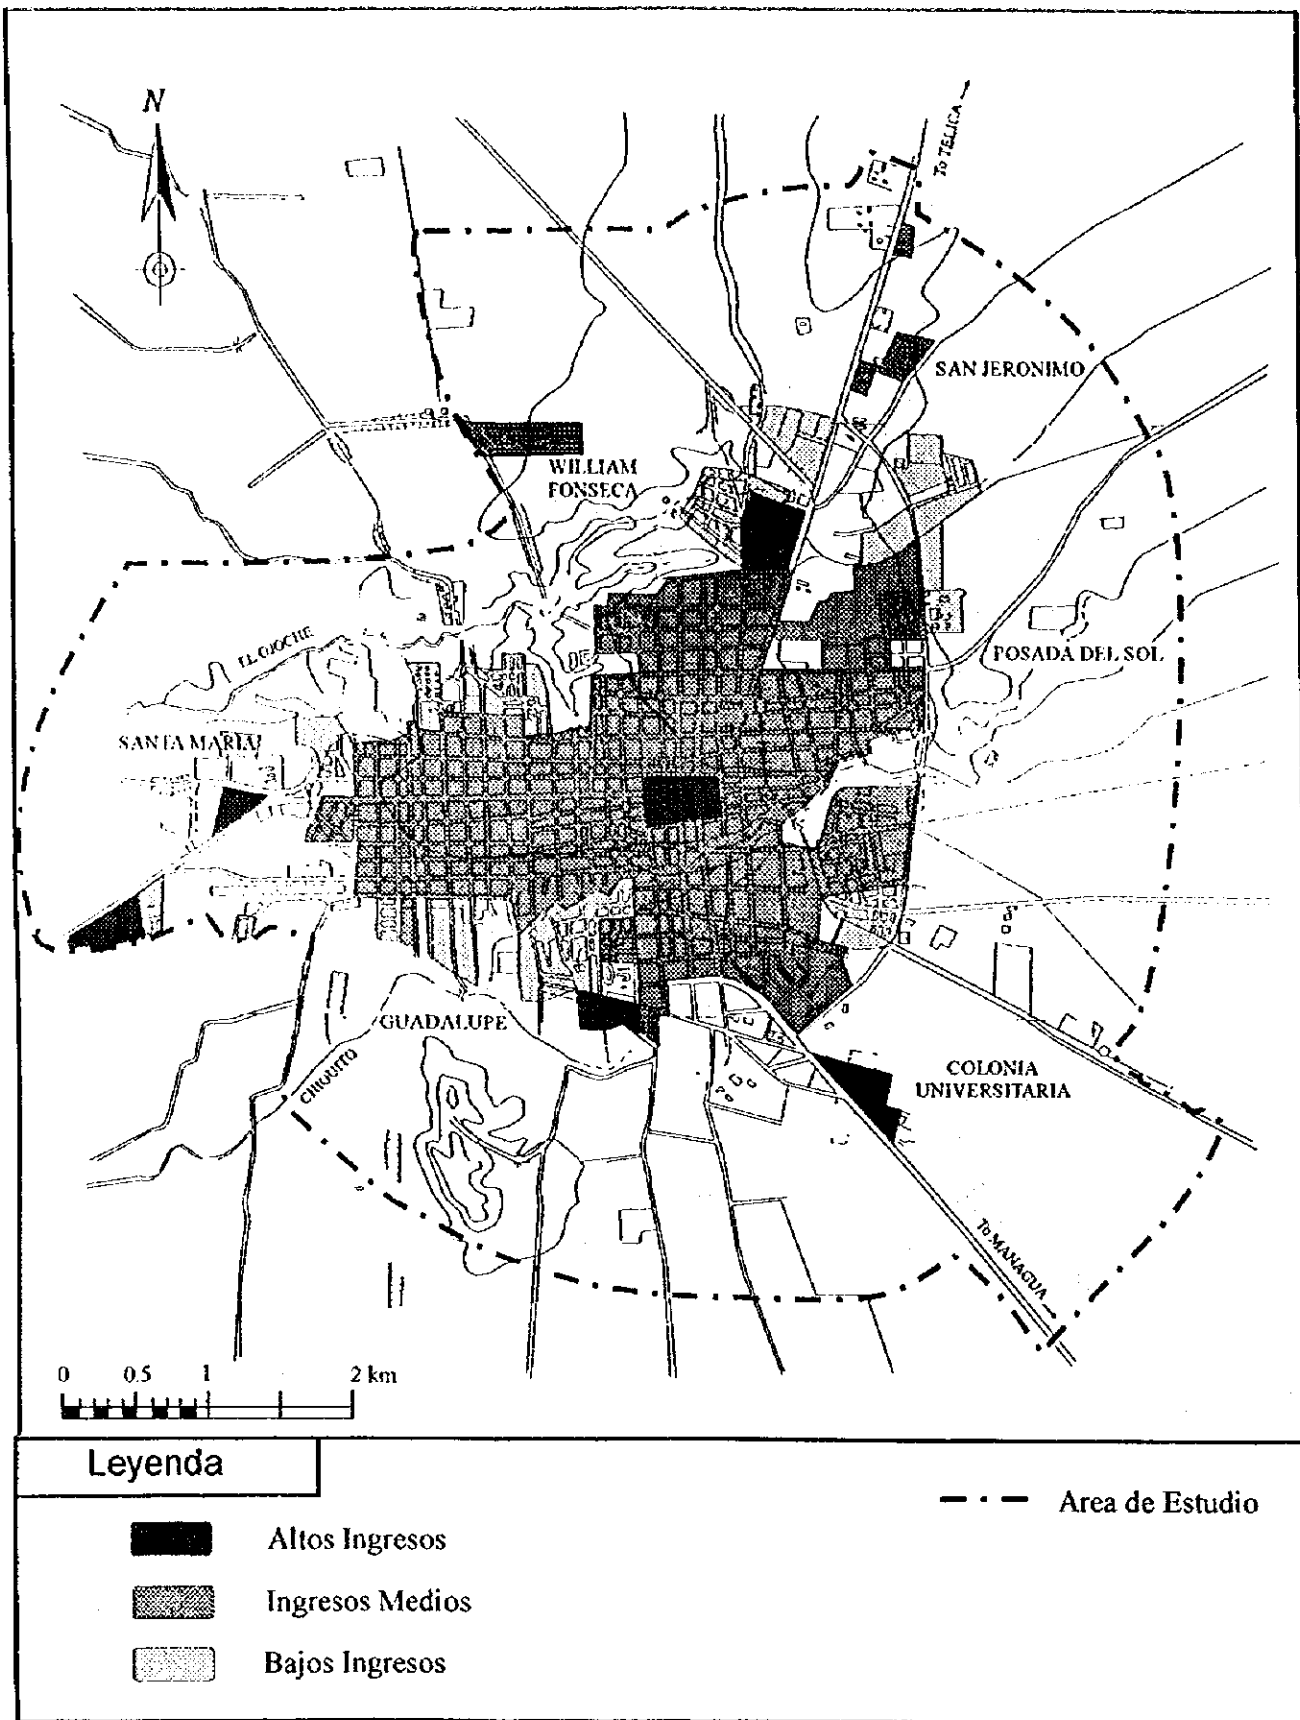 N
To TELICA
SAN JERONIMO
WILLIAM
FONSECA
EL OJOCHE
POSADA DEL SOL
SANTA MARIA
GUADALUPE
CHIQUITO
COLONIA
UNIVERSITARIA
To MANAGUA
0 0.5 1 2 km
Leyenda
Area de Estudio
Altos Ingresos
Ingresos Medios
Bajos Ingresos